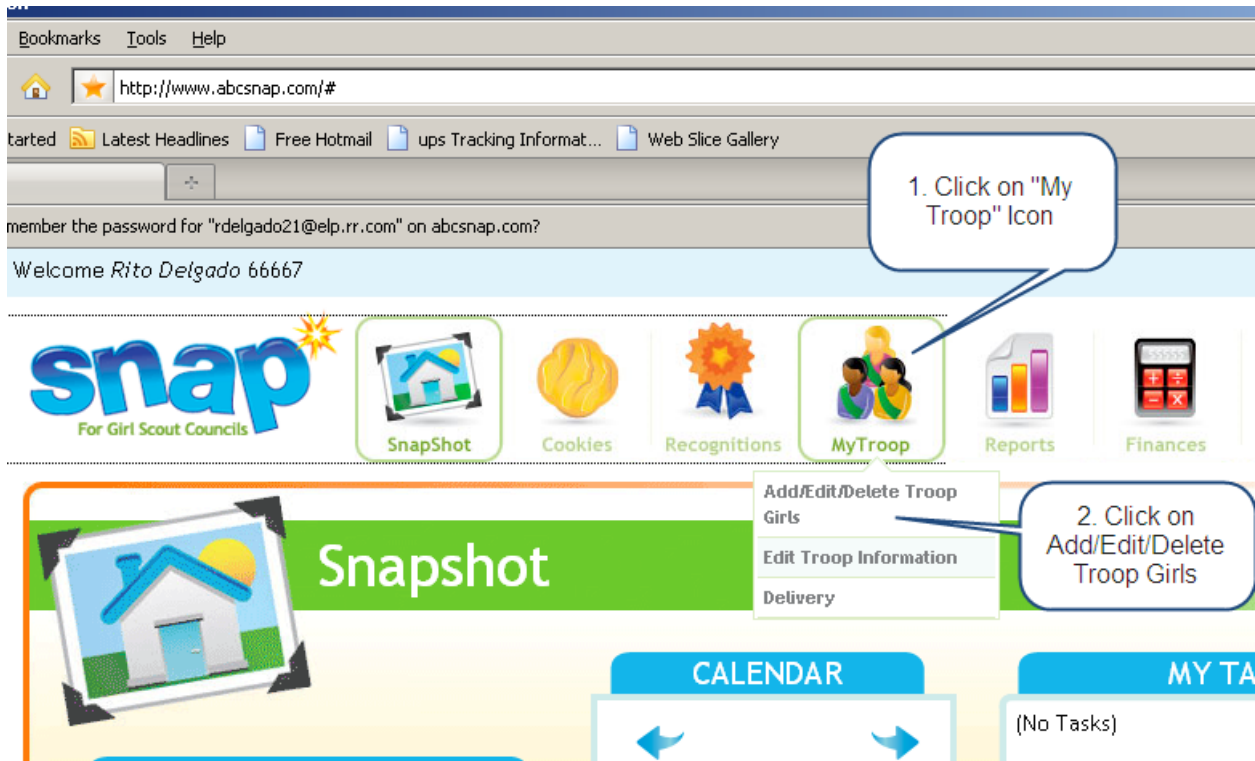 Bookmarks Tools Help
http://www.abcsnap.com/#
tarted Latest Headlines Free Hotmail ups Tracking Informat... Web Slice Gallery
1. Click on "My
Troop" Icon
member the password for "rdelgado21@elp.rr.com" on abcsnap.com?
Welcome Rito Delgado 66667
snap
For Girl Scout Councils
SnapShot Cookies Recognitions MyTroop Reports Finances
Add/Edit/Delete Troop
Girls
Edit Troop Information
Delivery
2. Click on
Add/Edit/Delete
Troop Girls
Snapshot
CALENDAR
MY TA
(No Tasks)